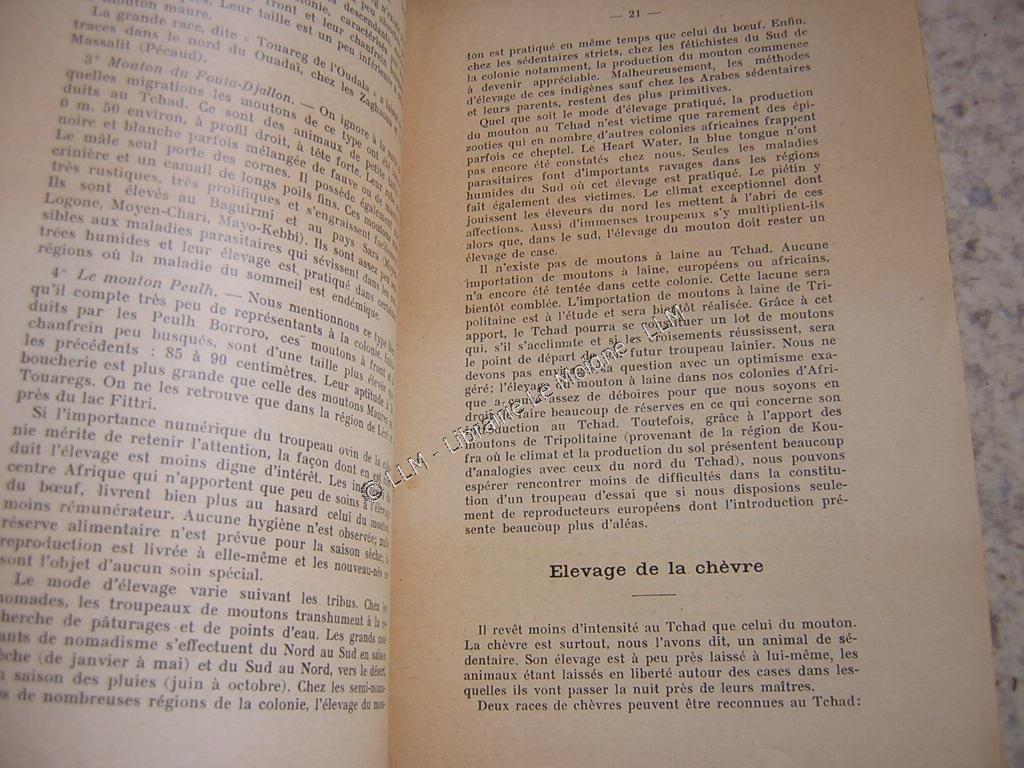 un mouton maure.
La grande race, dite « Touareg de l'Oudala »
traces dans le nord du Ouadaï, chez les Zaghaoua
Massalit (Pécaud).
3° Mouton du Fouta-Djallon. — On ignore à la suite
quelles migrations les moutons de ce type ont été
duits au Tchad. Ce sont des animaux de petite taille
0 m. 50 environ, à profil droit, à tête forte. Leur robe
noire et blanche parfois mélangée de fauve ou de
Le mâle seul porte des cornes. Il possède également
crinière et un camail de longs poils fins. Ces moutons
très rustiques, très prolifiques et s'engraissent
Ils sont élevés au Baguirmi et au pays Sara
Logone, Moyen-Chari, Mayo-Kebbi). Ils sont assez peu
sibles aux maladies parasitaires qui sévissent dans ces
trées humides et leur élevage est pratiqué dans certaines
régions où la maladie du sommeil est endémique.
4° Le mouton Peulh. — Nous mentionnons ce type bien
qu'il compte très peu de représentants à la colonie.
duits par les Peulh Borroro, ces moutons à front et à
chanfrein peu busqués, sont d'une taille plus élevée
les précédents : 85 à 90 centimètres. Leur aptitude à la
boucherie est plus grande que celle des moutons Maures
Touaregs. On ne les retrouve que dans la région de
près du lac Fittri.
Si l'importance numérique du troupeau ovin de la colo-
nie mérite de retenir l'attention, la façon dont en est
duit l'élevage est moins digne d'intérêt. Les indigènes
centre Afrique qui n'apportent que peu de soins à l'élevage
du bœuf, livrent bien plus au hasard celui du mouton
moins rémunérateur. Aucune hygiène n'est observée; nulle
réserve alimentaire n'est prévue pour la saison sèche; la
reproduction est livrée à elle-même et les nouveau-nés ne
sont l'objet d'aucun soin spécial.
Le mode d'élevage varie suivant les tribus. Chez les
nomades, les troupeaux de moutons transhument à la re-
cherche de pâturages et de points d'eau. Les grands cou-
rants de nomadisme s'effectuent du Nord au Sud en saison
sèche (de janvier à mai) et du Sud au Nord, vers le désert,
en saison des pluies (juin à octobre). Chez les semi-noma-
des de nombreuses régions de la colonie, l'élevage du mou-
— 21 —
ton est pratiqué en même temps que celui du bœuf. Enfin,
chez les sédentaires stricts, chez les fétichistes du Sud de
la colonie notamment, la production du mouton commence
à devenir appréciable. Malheureusement, les méthodes
d'élevage de ces indigènes sauf chez les Arabes sédentaires
et leurs parents, restent des plus primitives.
Quel que soit le mode d'élevage pratiqué, la production
du mouton au Tchad n'est victime que rarement des épi-
zooties qui en nombre d'autres colonies africaines frappent
parfois ce cheptel. Le Heart Water, la blue tongue n'ont
pas encore été constatés chez nous. Seules les maladies
parasitaires font d'importants ravages dans les régions
humides du Sud où cet élevage est pratiqué. Le piétin y
fait également des victimes. Le climat exceptionnel dont
jouissent les éleveurs du nord les mettent à l'abri de ces
affections. Aussi d'immenses troupeaux s'y multiplient-ils
alors que, dans le sud, l'élevage du mouton doit rester un
élevage de case.
Il n'existe pas de moutons à laine au Tchad. Aucune
importation de moutons à laine, européens ou africains,
n'a encore été tentée dans cette colonie. Cette lacune sera
bientôt comblée. L'importation de moutons à laine de Tri-
politaine est à l'étude et sera bientôt réalisée. Grâce à cet
apport, le Tchad pourra se constituer un lot de moutons
qui, s'il s'acclimate et si les croisements réussissent, sera
le point de départ d'un futur troupeau lainier. Nous ne
devons pas envisager la question avec un optimisme exa-
géré; l'élevage du mouton à laine dans nos colonies d'Afri-
que a connu assez de déboires pour que nous soyons en
droit de faire beaucoup de réserves en ce qui concerne son
introduction au Tchad. Toutefois, grâce à l'apport des
moutons de Tripolitaine (provenant de la région de Kou-
fra où le climat et la production du sol présentent beaucoup
d'analogies avec ceux du nord du Tchad), nous pouvons
espérer rencontrer moins de difficultés dans la constitu-
tion d'un troupeau d'essai que si nous disposions seule-
ment de reproducteurs européens dont l'introduction pré-
sente beaucoup plus d'aléas.
Elevage de la chèvre
Il revêt moins d'intensité au Tchad que celui du mouton.
La chèvre est surtout, nous l'avons dit, un animal de sé-
dentaire. Son élevage est à peu près laissé à lui-même, les
animaux étant laissés en liberté autour des cases dans les-
quelles ils vont passer la nuit près de leurs maîtres.
Deux races de chèvres peuvent être reconnues au Tchad:
© LLM - Librairie Le Moione - LLM